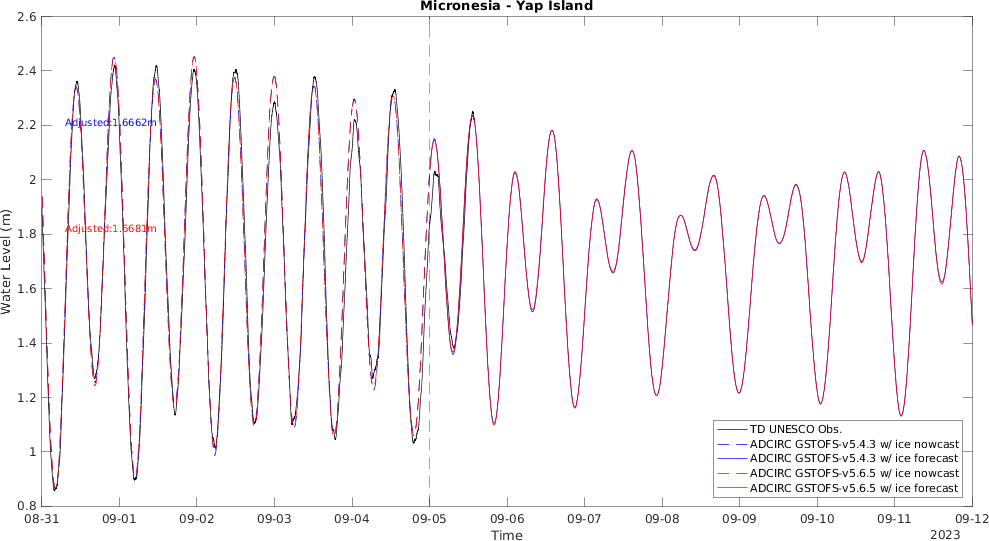 Micronesia - Yap Island
2.6
2.4
2.2
2
1.8
1.6
1.4
1.2
1
0.8
Water Level (m)
Adjusted:1.6662m
Adjusted:1.6681m
TD UNESCO Obs.
ADCIRC GSTOFS-v5.4.3 w/ ice nowcast
ADCIRC GSTOFS-v5.4.3 w/ ice forecast
ADCIRC GSTOFS-v5.6.5 w/ ice nowcast
ADCIRC GSTOFS-v5.6.5 w/ ice forecast
08-31 09-01 09-02 09-03 09-04 09-05 09-06 09-07 09-08 09-09 09-10 09-11 09-12
Time
2023